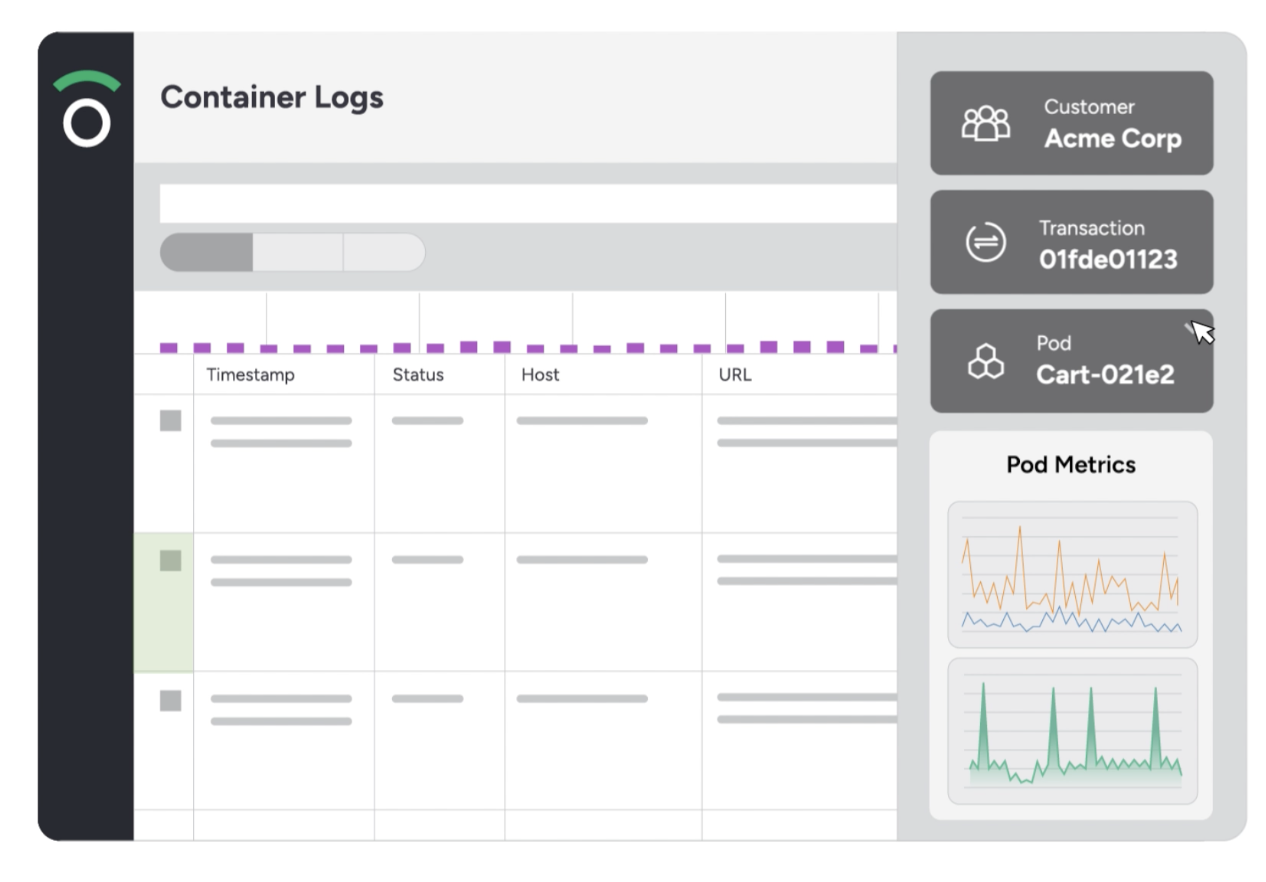 Container Logs
Timestamp
Status
Host
URL
Customer
Acme Corp
Transaction
01fde01123
Pod
Cart-021e2
Pod Metrics